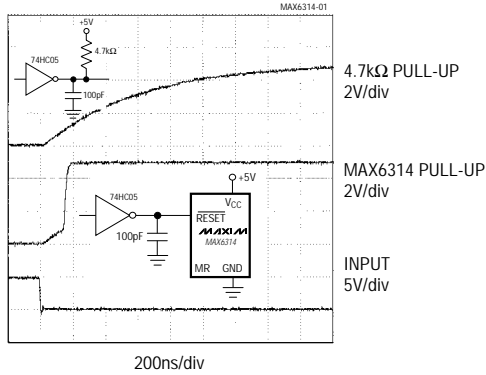 MAX6314-01
+5V
4.7kΩ
74HC05
100pF
4.7kΩ PULL-UP
2V/div
MAX6314 PULL-UP
2V/div
+5V
74HC05
VCC
RESET
100pF
MAXIM
MAX6314
MR GND
INPUT
5V/div
200ns/div